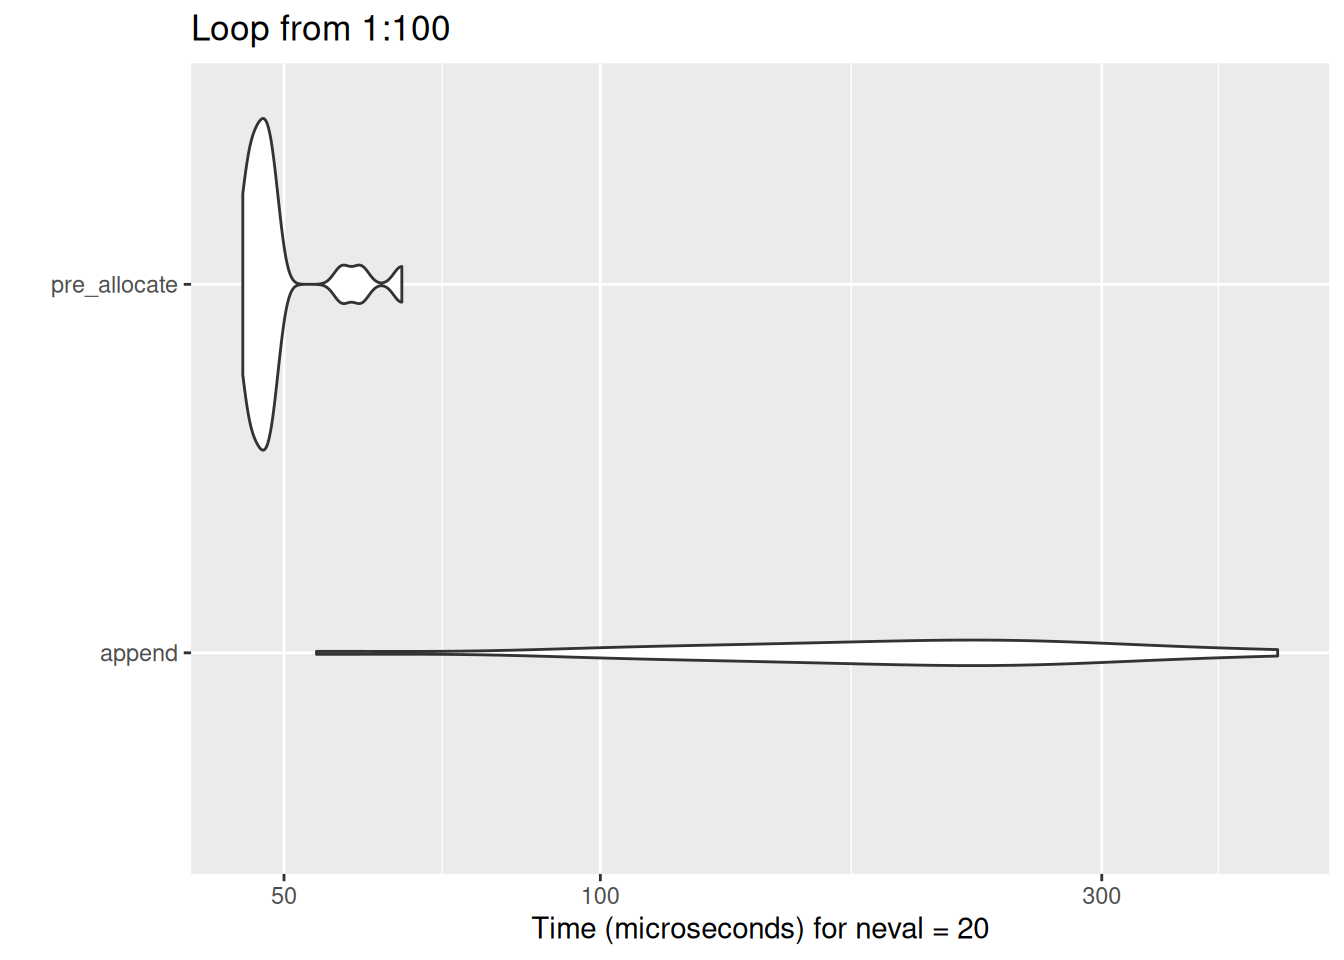 Loop from 1:100
pre_allocate
append
50 100 300
Time (microseconds) for neval = 20